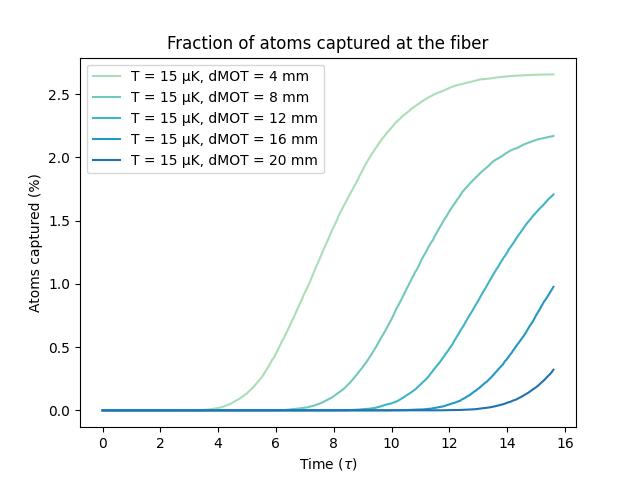 Fraction of atoms captured at the fiber
T = 15 μK, dMOT = 4 mm
T = 15 μK, dMOT = 8 mm
T = 15 μK, dMOT = 12 mm
T = 15 μK, dMOT = 16 mm
T = 15 μK, dMOT = 20 mm
Atoms captured (%)
2.5
2.0
1.5
1.0
0.5
0.0
0 2 4 6 8 10 12 14 16
Time (τ)